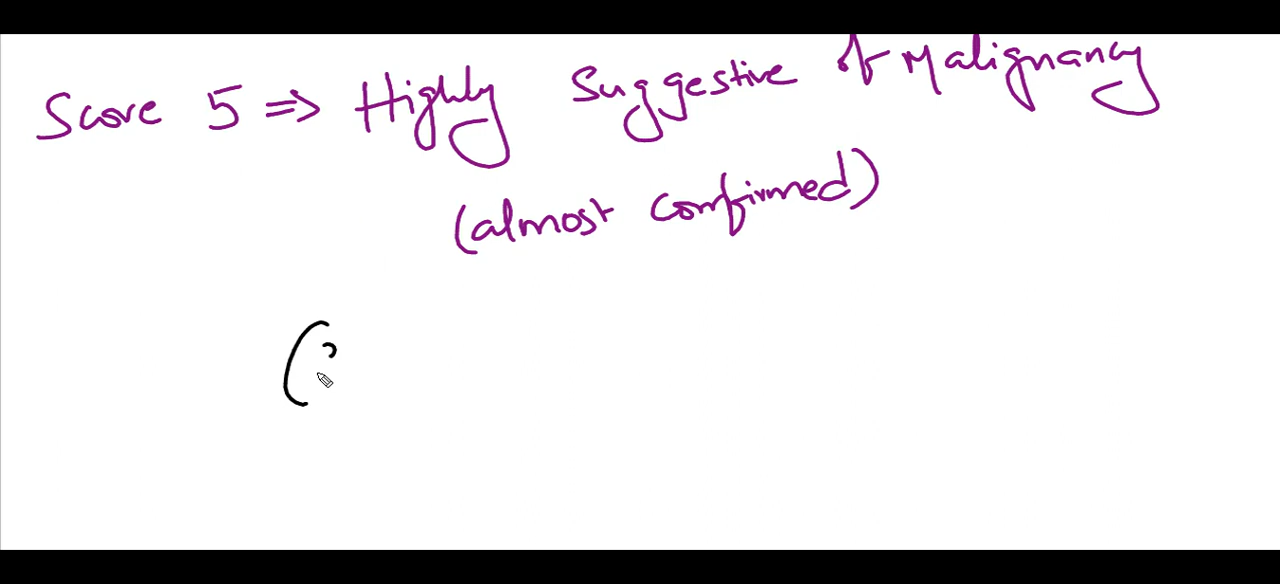 Score 5 => Highly Suggestive of Malignancy
(almost confirmed)
(